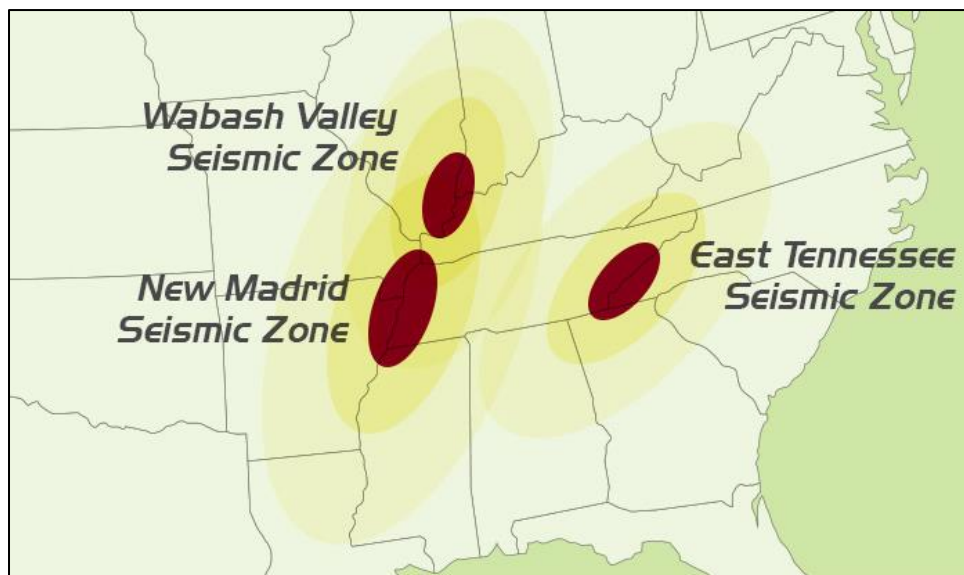 Wabash Valley
Seismic Zone
New Madrid
Seismic Zone
East Tennessee
Seismic Zone